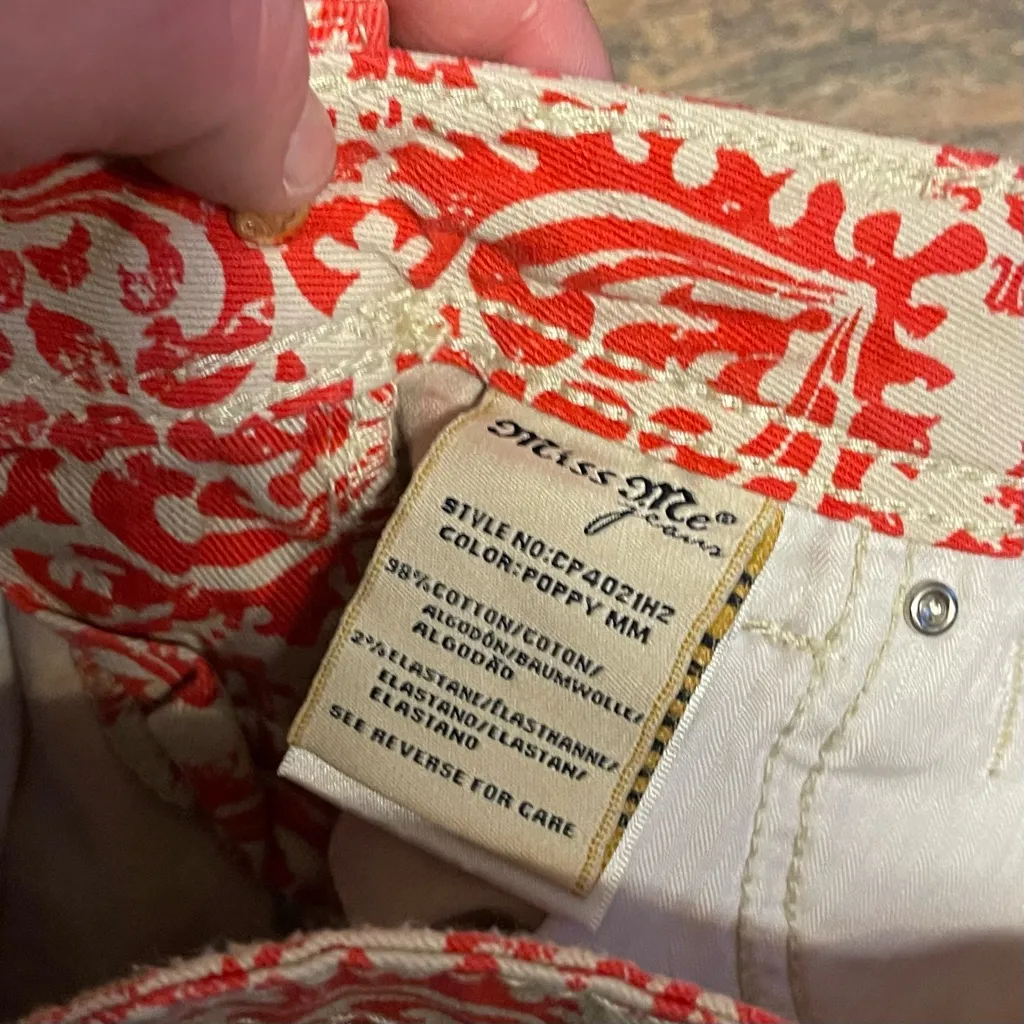 Miss Me®
Jeans
STYLE NO:CP4021H2
COLOR:POPPY MM
98%COTTON/COTON/
ALGODÓN/BAUMWOLLE/
ALGODÃO
2%ELASTANE/ÉLASTHANNE/
ELASTANO/ELASTAN/
ELASTANO
SEE REVERSE FOR CARE